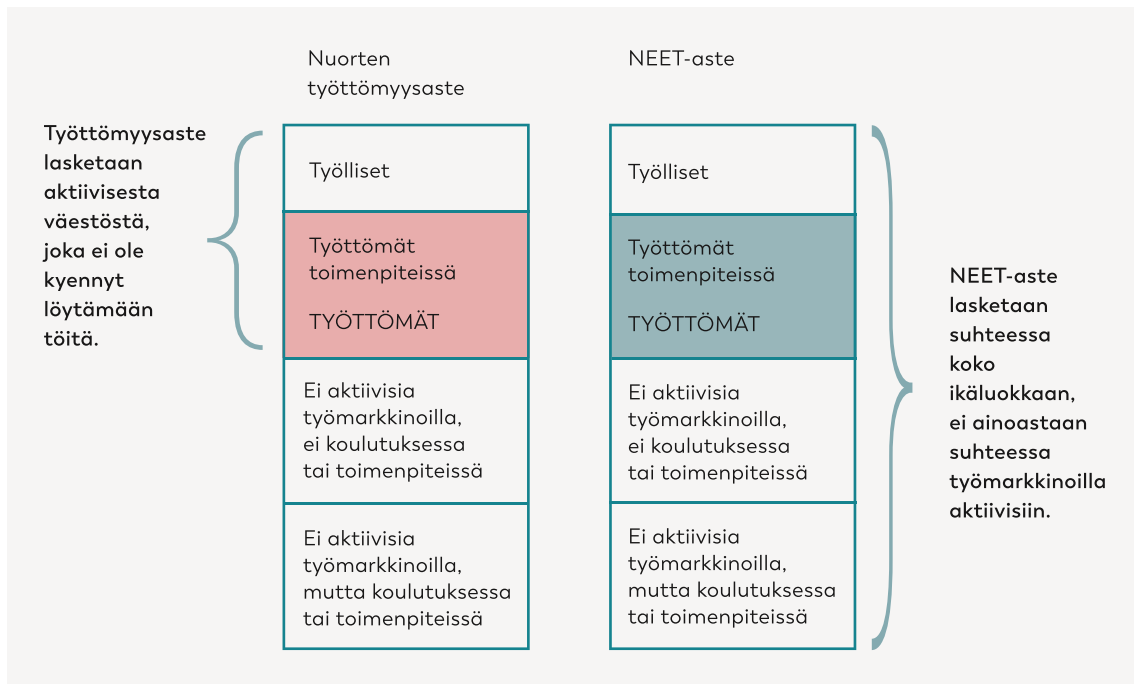 Nuorten
työttömyysaste
NEET-aste
Työttömyysaste
lasketaan
aktiivisesta
väestöstä,
joka ei ole
kyennyt
löytämään
töitä.
Työlliset
Työttömät
toimenpiteissä
TYÖTTÖMÄT
Ei aktiivisia
työmarkkinoilla,
ei koulutuksessa
tai toimenpiteissä
Ei aktiivisia
työmarkkinoilla,
mutta koulutuksessa
tai toimenpiteissä
Työlliset
Työttömät
toimenpiteissä
TYÖTTÖMÄT
Ei aktiivisia
työmarkkinoilla,
ei koulutuksessa
tai toimenpiteissä
Ei aktiivisia
työmarkkinoilla,
mutta koulutuksessa
tai toimenpiteissä
NEET-aste
lasketaan
suhteessa
koko
ikäluokkaan,
ei ainoastaan
suhteessa
työmarkkinoilla
aktiivisiin.